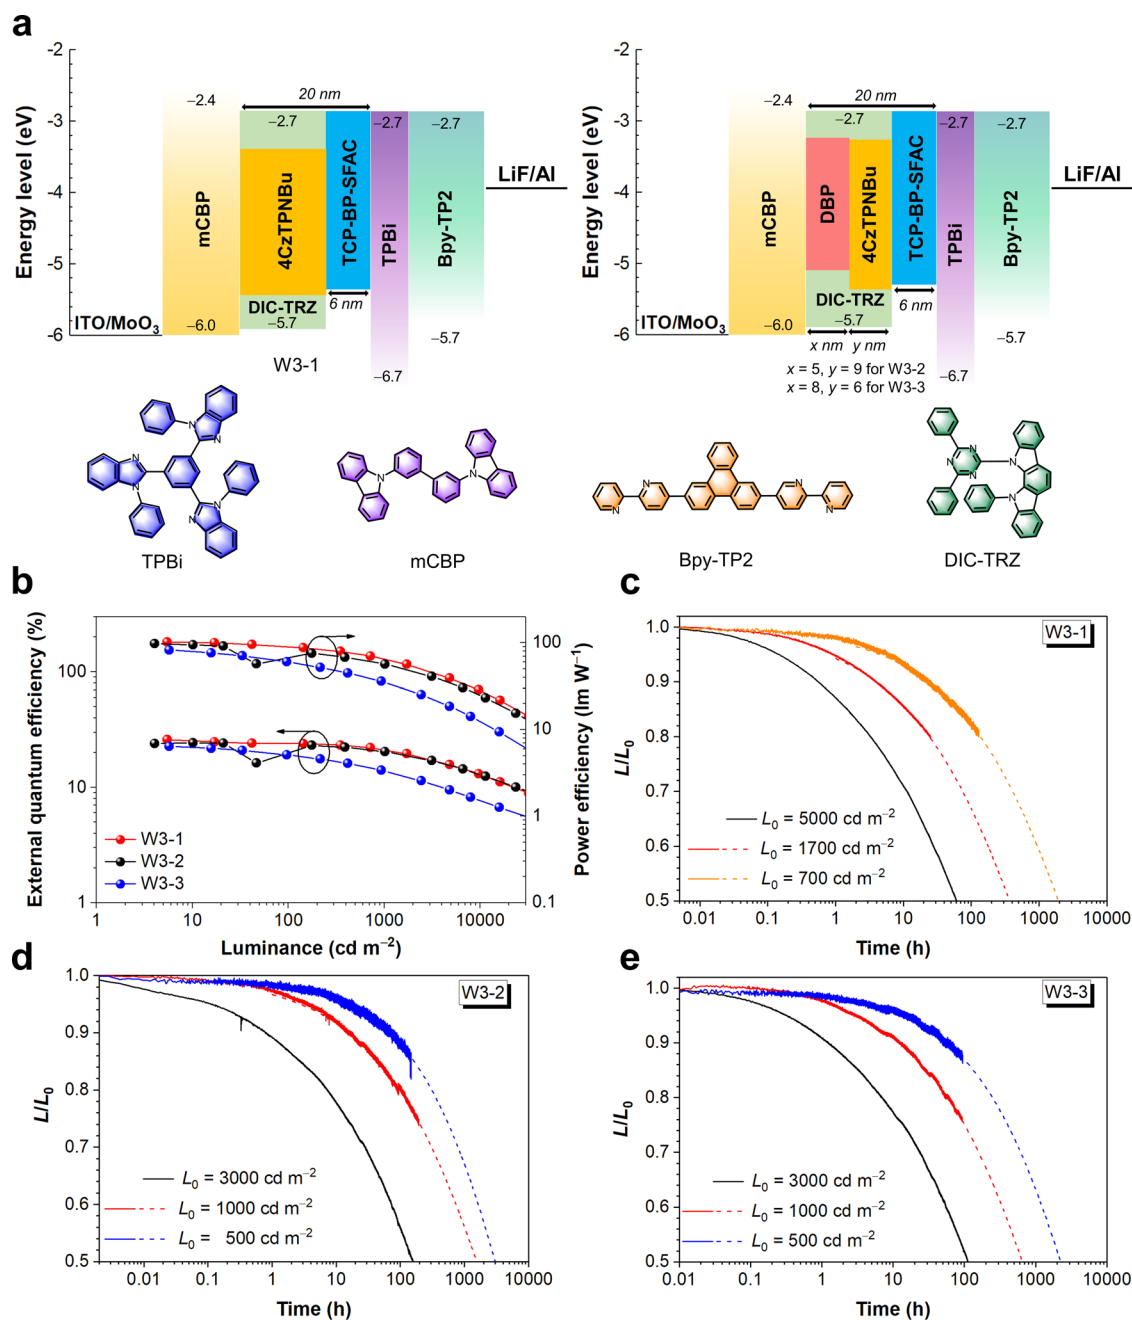 a
Energy level (eV)
-2
-3
-4
-5
-6
−2.4
mCBP
−6.0
ITO/MoO3
20 nm
−2.7
4CzTPNBu
DIC-TRZ
−5.7
TCP-BP-SFAC
6 nm
−2.7
TPBi
−6.7
−2.7
Bpy-TP2
−5.7
LiF/Al
W3-1
Energy level (eV)
-2
-3
-4
-5
-6
−2.4
mCBP
−6.0
ITO/MoO3
20 nm
−2.7
DBP
4CzTPNBu
DIC-TRZ
−5.7
TCP-BP-SFAC
6 nm
−2.7
TPBi
−6.7
−2.7
Bpy-TP2
−5.7
LiF/Al
x nm
y nm
x = 5, y = 9 for W3-2
x = 8, y = 6 for W3-3
N
N
N
N
N
N
TPBi
N
N
mCBP
N
N
N
N
Bpy-TP2
N
N
N
N
N
DIC-TRZ
b
External quantum efficiency (%)
100
10
1
Power efficiency (lm W−1)
100
10
1
0.1
W3-1
W3-2
W3-3
1 10 100 1000 10000
Luminance (cd m−2)
c
W3-1
L/L0
1.0
0.9
0.8
0.7
0.6
0.5
L0 = 5000 cd m−2
L0 = 1700 cd m−2
L0 = 700 cd m−2
0.01 0.1 1 10 100 1000 10000
Time (h)
d
W3-2
L/L0
1.0
0.9
0.8
0.7
0.6
0.5
L0 = 3000 cd m−2
L0 = 1000 cd m−2
L0 = 500 cd m−2
0.01 0.1 1 10 100 1000 10000
Time (h)
e
W3-3
L/L0
1.0
0.9
0.8
0.7
0.6
0.5
L0 = 3000 cd m−2
L0 = 1000 cd m−2
L0 = 500 cd m−2
0.01 0.1 1 10 100 1000 10000
Time (h)